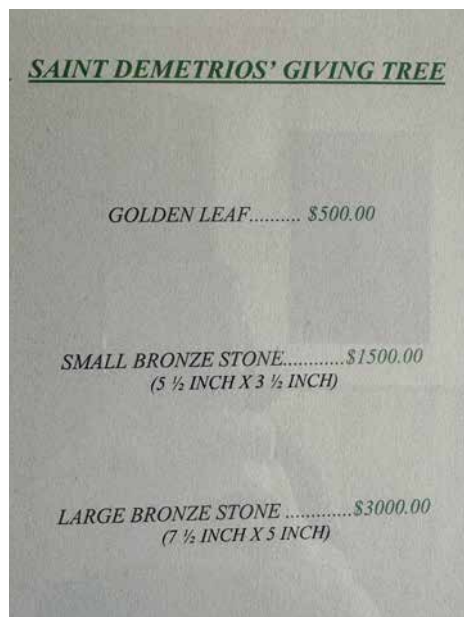 SAINT DEMETRIOS' GIVING TREE
GOLDEN LEAF.......... $500.00
SMALL BRONZE STONE............$1500.00
(5 ½ INCH X 3 ½ INCH)
LARGE BRONZE STONE .............$3000.00
(7 ½ INCH X 5 INCH)